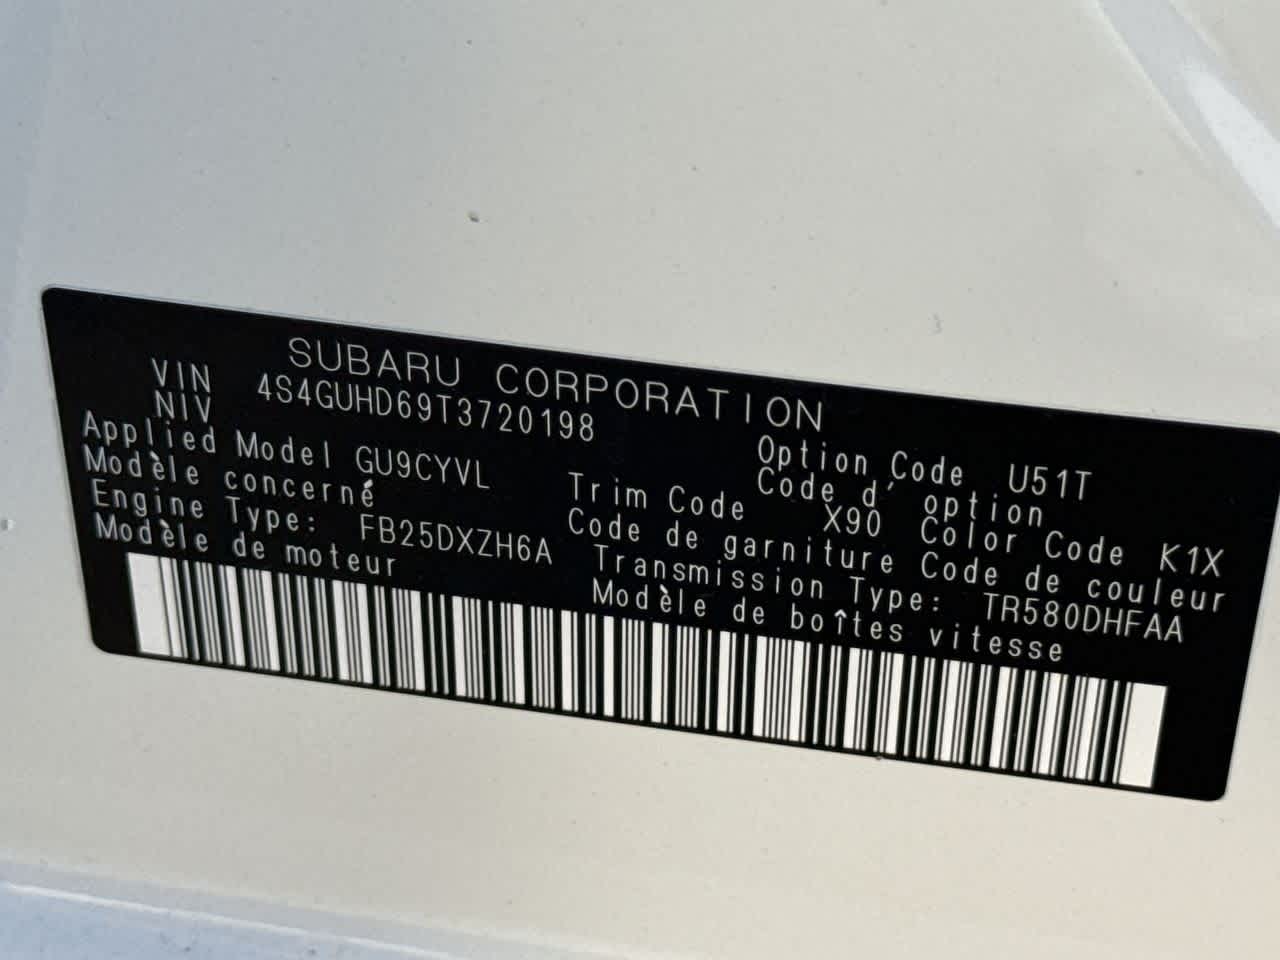 SUBARU CORPORATION
VIN 4S4GUHD69T3720198
NIV
Applied Model GU9CYVL
Modèle concerné
Option Code U51T
Code d' option
Trim Code X90 Color Code K1X
Code de garniture Code de couleur
Engine Type: FB25DXZH6A
Modèle de moteur
Transmission Type: TR580DHFAA
Modèle de boîtes vitesse